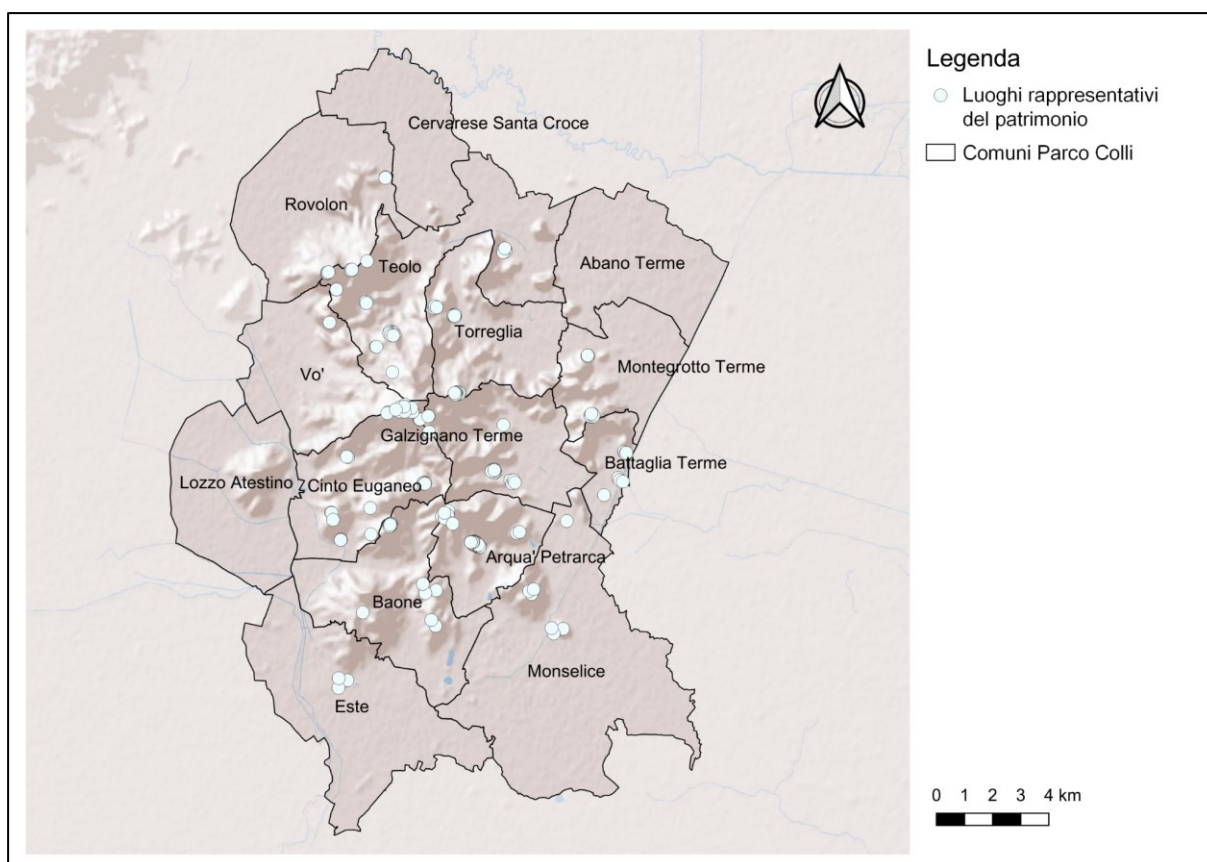 Legenda
Luoghi rappresentativi
del patrimonio
Comuni Parco Colli
Cervarese Santa Croce
Rovolon
Teolo
Abano Terme
Torreglia
Montegrotto Terme
Vo'
Galzignano Terme
Battaglia Terme
Lozzo Atestino
Cinto Euganeo
Arqua' Petrarca
Baone
Monselice
Este
0 1 2 3 4 km